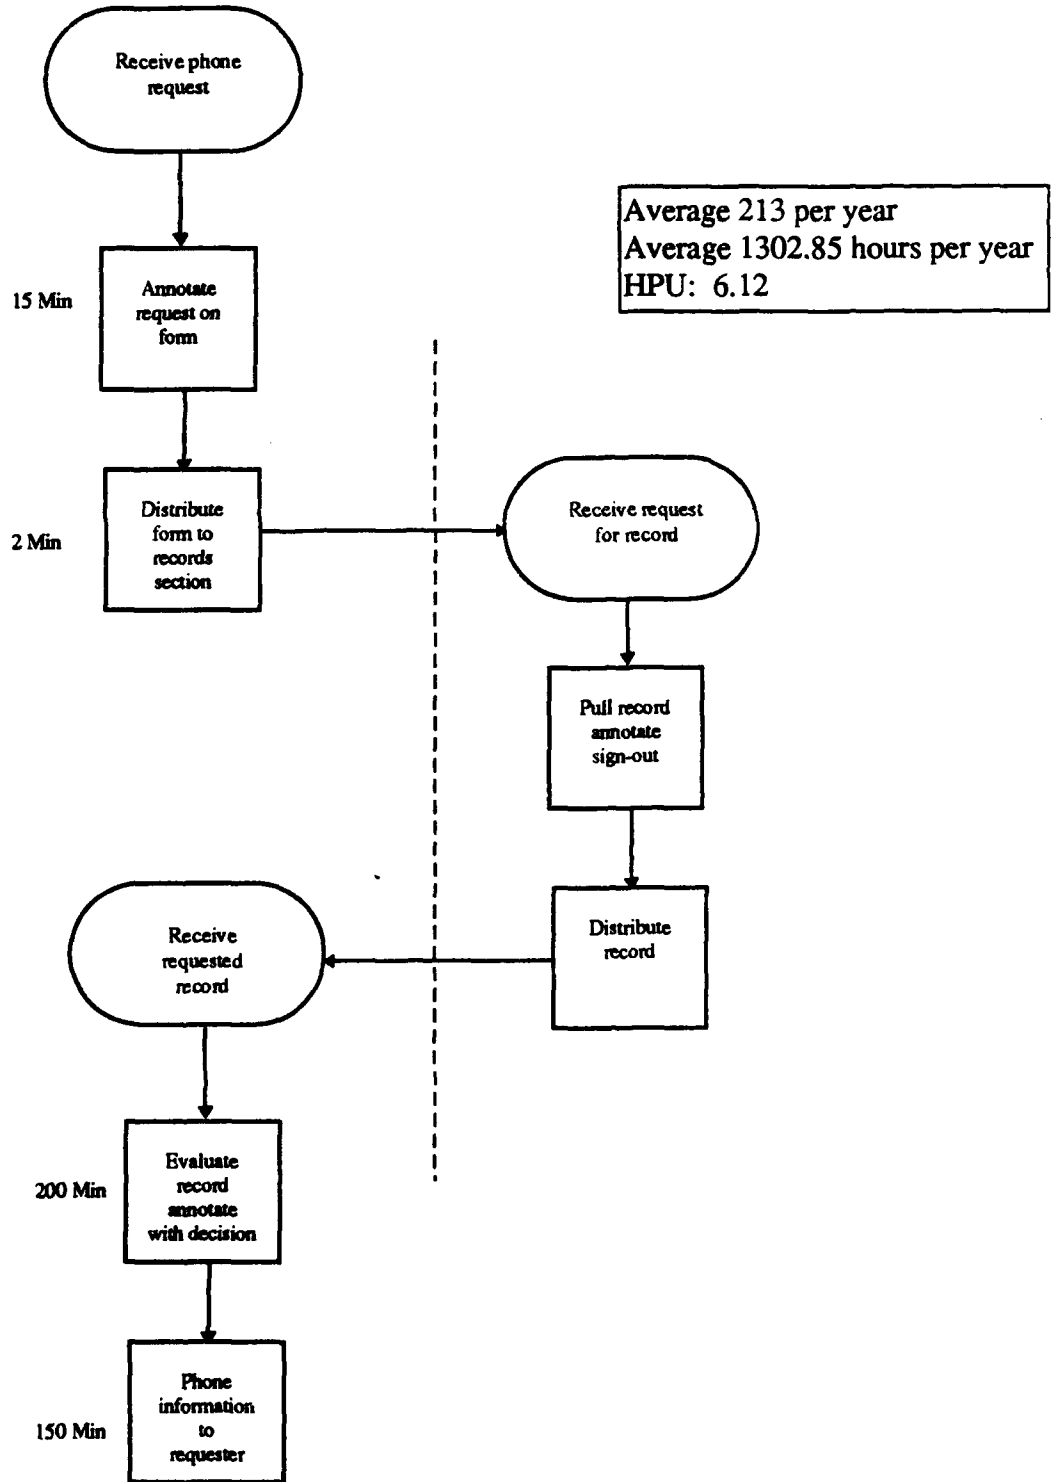 Receive phone
request
Average 213 per year
Average 1302.85 hours per year
HPU: 6.12
15 Min
Annotate
request on
form
2 Min
Distribute
form to
records
section
Receive request
for record
Pull record
annotate
sign-out
Distribute
record
Receive
requested
record
200 Min
Evaluate
record
annotate
with decision
150 Min
Phone
information
to
requester